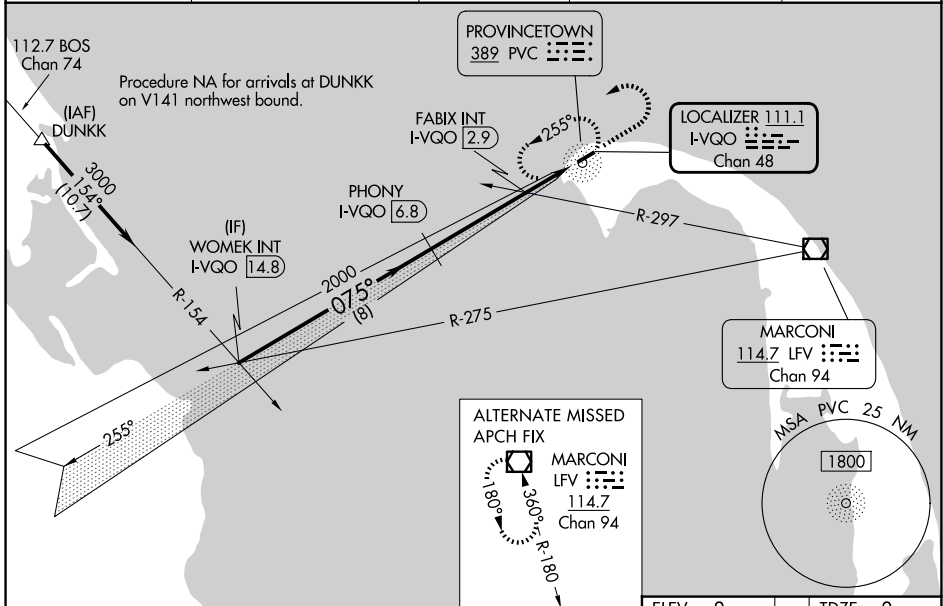 112.7 BOS
Chan 74
Procedure NA for arrivals at DUNKK
on V141 northwest bound.
(IAF)
DUNKK
3000
154°
(10.7)
PROVINCETOWN
389 PVC
FABIX INT
I-VQO 2.9
255°
LOCALIZER 111.1
I-VQO
Chan 48
PHONY
I-VQO 6.8
(IF)
WOMEK INT
I-VQO 14.8
R-154
2000
075°
(8)
R-297
R-275
255°
MARCONI
114.7 LFV
Chan 94
ALTERNATE MISSED
APCH FIX
MARCONI
LFV
114.7
Chan 94
180°
360°
R-180
MSA PVC 25 NM
1800